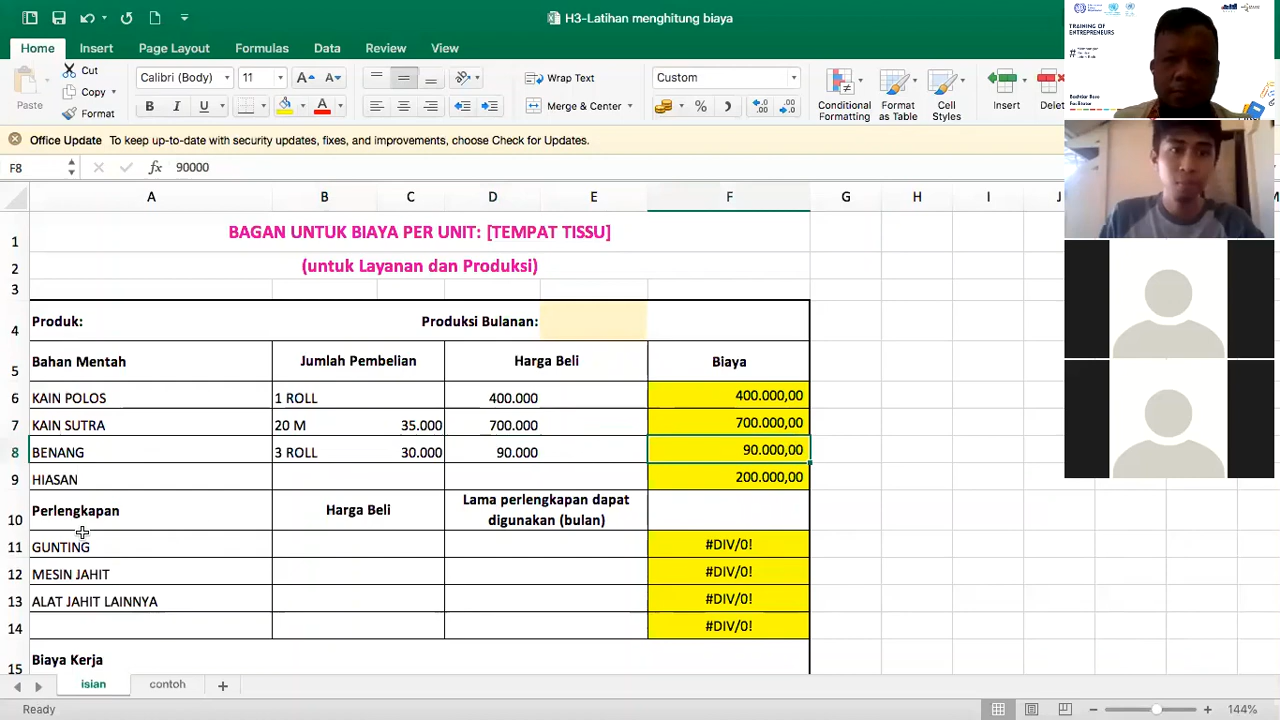 H3-Latihan menghitung biaya
Home Insert Page Layout Formulas Data Review View
Paste
Cut
Copy
Format
Calibri (Body) 11
B I U
Wrap Text
Merge & Center
Custom
Conditional Formatting
Format as Table
Cell Styles
Insert
Office Update To keep up-to-date with security updates, fixes, and improvements, choose Check for Updates.
F8 fx 90000
A B C D E F G H I
1 BAGAN UNTUK BIAYA PER UNIT: [TEMPAT TISSU]
2 (untuk Layanan dan Produksi)
3
4 Produk: Produksi Bulanan:
5 Bahan Mentah Jumlah Pembelian Harga Beli Biaya
6 KAIN POLOS 1 ROLL 400.000 400.000,00
7 KAIN SUTRA 20 M 35.000 700.000 700.000,00
8 BENANG 3 ROLL 30.000 90.000 90.000,00
9 HIASAN 200.000,00
10 Perlengkapan Harga Beli Lama perlengkapan dapat digunakan (bulan)
11 GUNTING #DIV/0!
12 MESIN JAHIT #DIV/0!
13 ALAT JAHIT LAINNYA #DIV/0!
14 #DIV/0!
15 Biaya Kerja
isian contoh
Ready 144%
TRAINING OF
ENTREPRENEURS